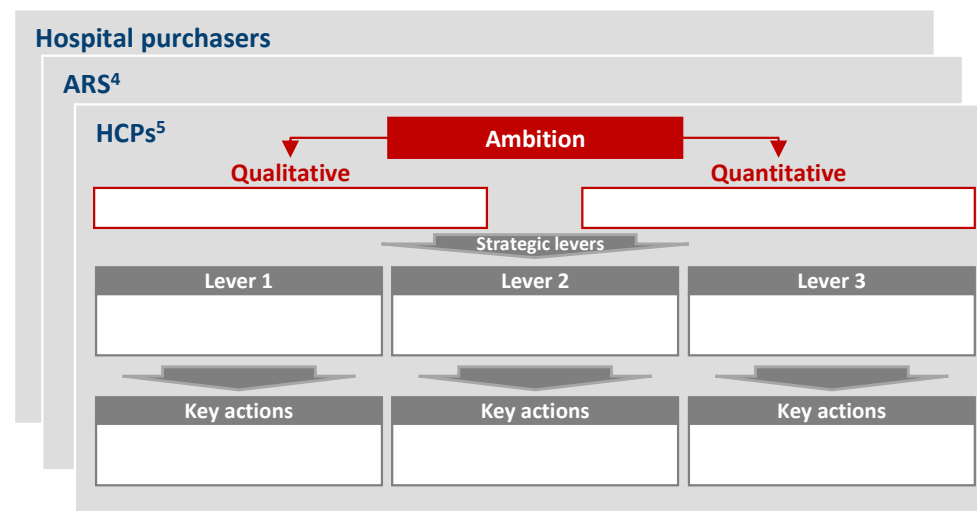 Hospital purchasers
ARS⁴
HCPs⁵
Ambition
Qualitative
Quantitative
Strategic levers
Lever 1
Lever 2
Lever 3
Key actions
Key actions
Key actions